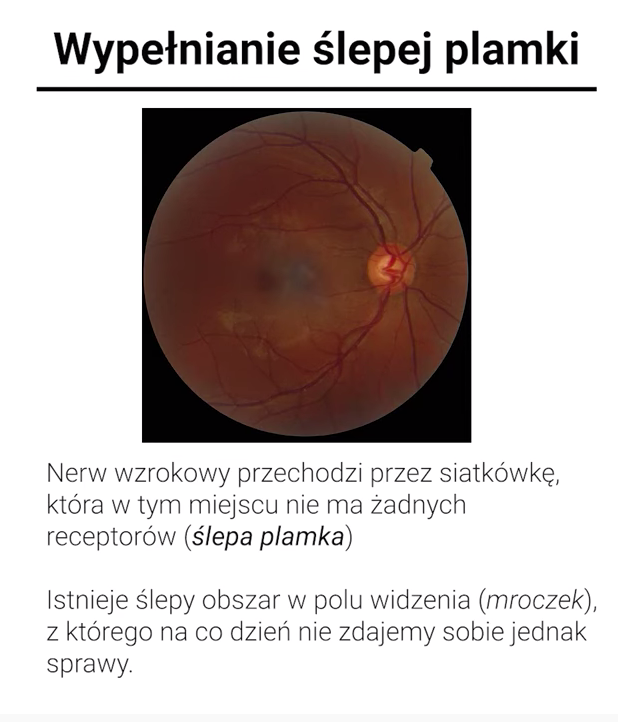 Wypełnianie ślepej plamki
Nerw wzrokowy przechodzi przez siatkówkę,
która w tym miejscu nie ma żadnych
receptorów (ślepa plamka)
Istnieje ślepy obszar w polu widzenia (mroczek),
z którego na co dzień nie zdajemy sobie jednak
sprawy.